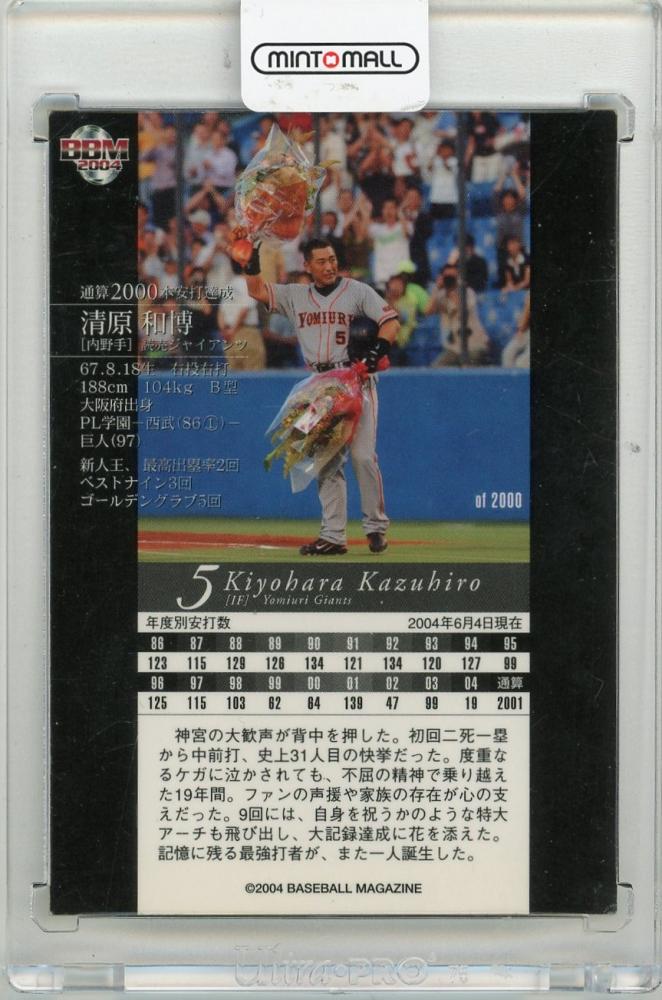 MINTOMALL
BBM
2004
通算2000本安打達成
清原 和博
[内野手] 読売ジャイアンツ
67.8.18生 右投右打
188cm 104kg B型
大阪府出身
PL学園－西武(86①)－
巨人(97)
新人王、最高出塁率2回
ベストナイン3回
ゴールデングラブ5回
YOMIURI
5
of 2000
5 Kiyohara Kazuhiro
[IF] Yomiuri Giants
年度別安打数 2004年6月4日現在
86 87 88 89 90 91 92 93 94 95
123 115 129 126 134 121 134 120 127 99
96 97 98 99 00 01 02 03 04 通算
125 115 103 62 64 139 47 99 19 2001
神宮の大歓声が背中を押した。初回二死一塁
から中前打、史上31人目の快挙だった。度重な
るケガに泣かされても、不屈の精神で乗り越え
た19年間。ファンの声援や家族の存在が心の支
えだった。9回には、自身を祝うかのような特大
アーチも飛び出し、大記録達成に花を添えた。
記憶に残る最強打者が、また一人誕生した。
©2004 BASEBALL MAGAZINE
Ultra·PRO